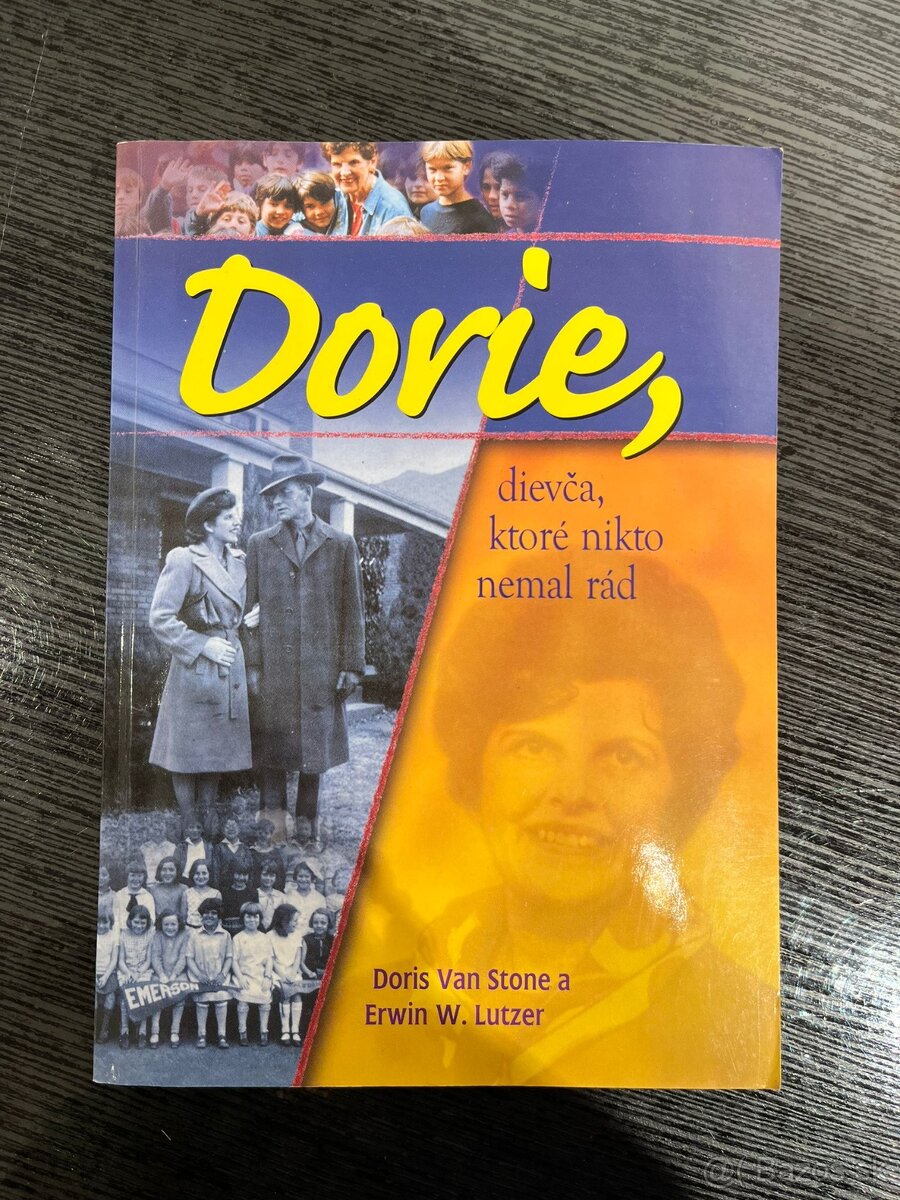 Dorie,
dievča,
ktoré nikto
nemal rád
EMERSON
Doris Van Stone a
Erwin W. Lutzer